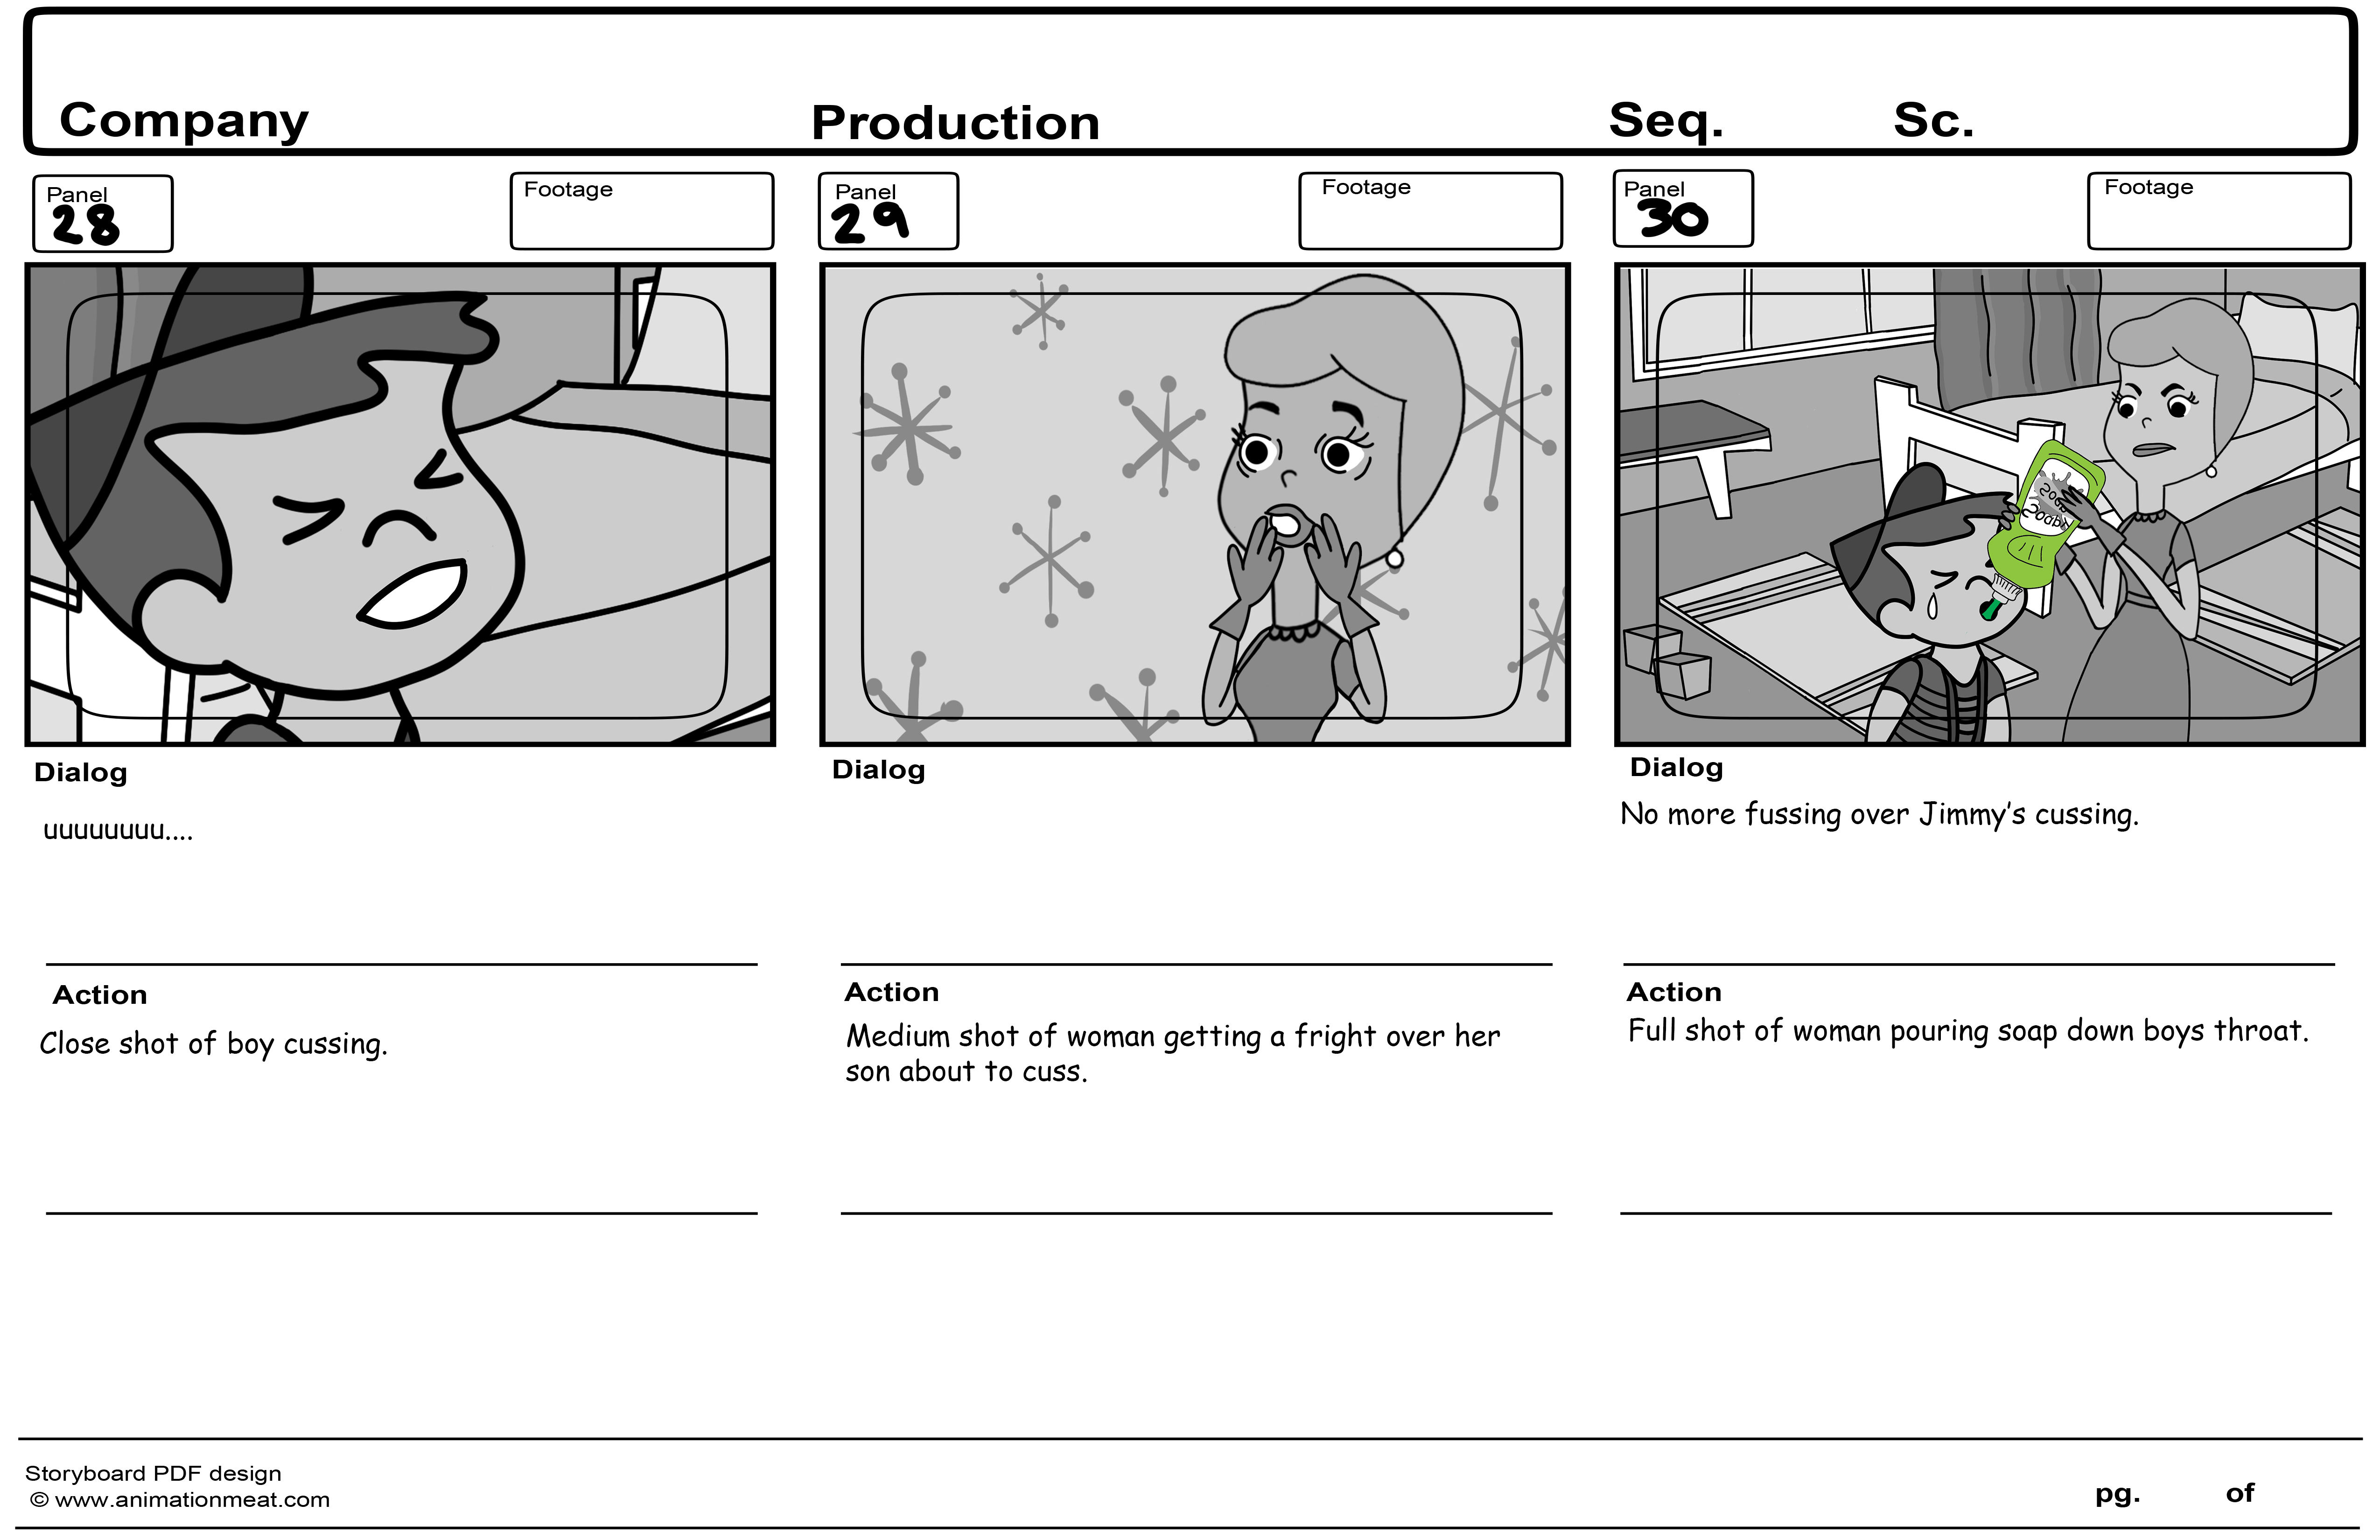 Company Production Seq. Sc.
Panel Footage Panel Footage Panel Footage
28 29 30
Soap
Soap
Dialog Dialog Dialog
uuuuuuuu.... No more fussing over Jimmy's cussing.
Action Action Action
Close shot of boy cussing. Medium shot of woman getting a fright over her Full shot of woman pouring soap down boys throat.
son about to cuss.
Storyboard PDF design
© www.animationmeat.com
pg. of